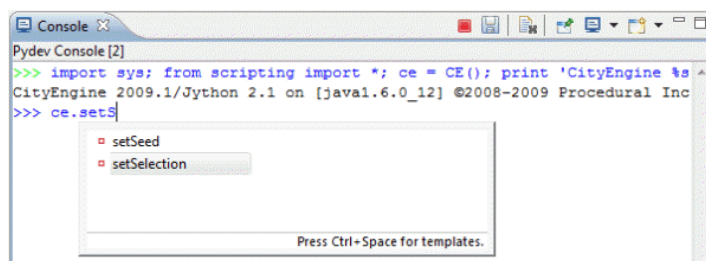 Console
Pydev Console [2]
>>> import sys; from scripting import *; ce = CE(); print 'CityEngine %s
CityEngine 2009.1/Jython 2.1 on [java1.6.0_12] ©2008-2009 Procedural Inc
>>> ce.setS
setSeed
setSelection
Press Ctrl+Space for templates.